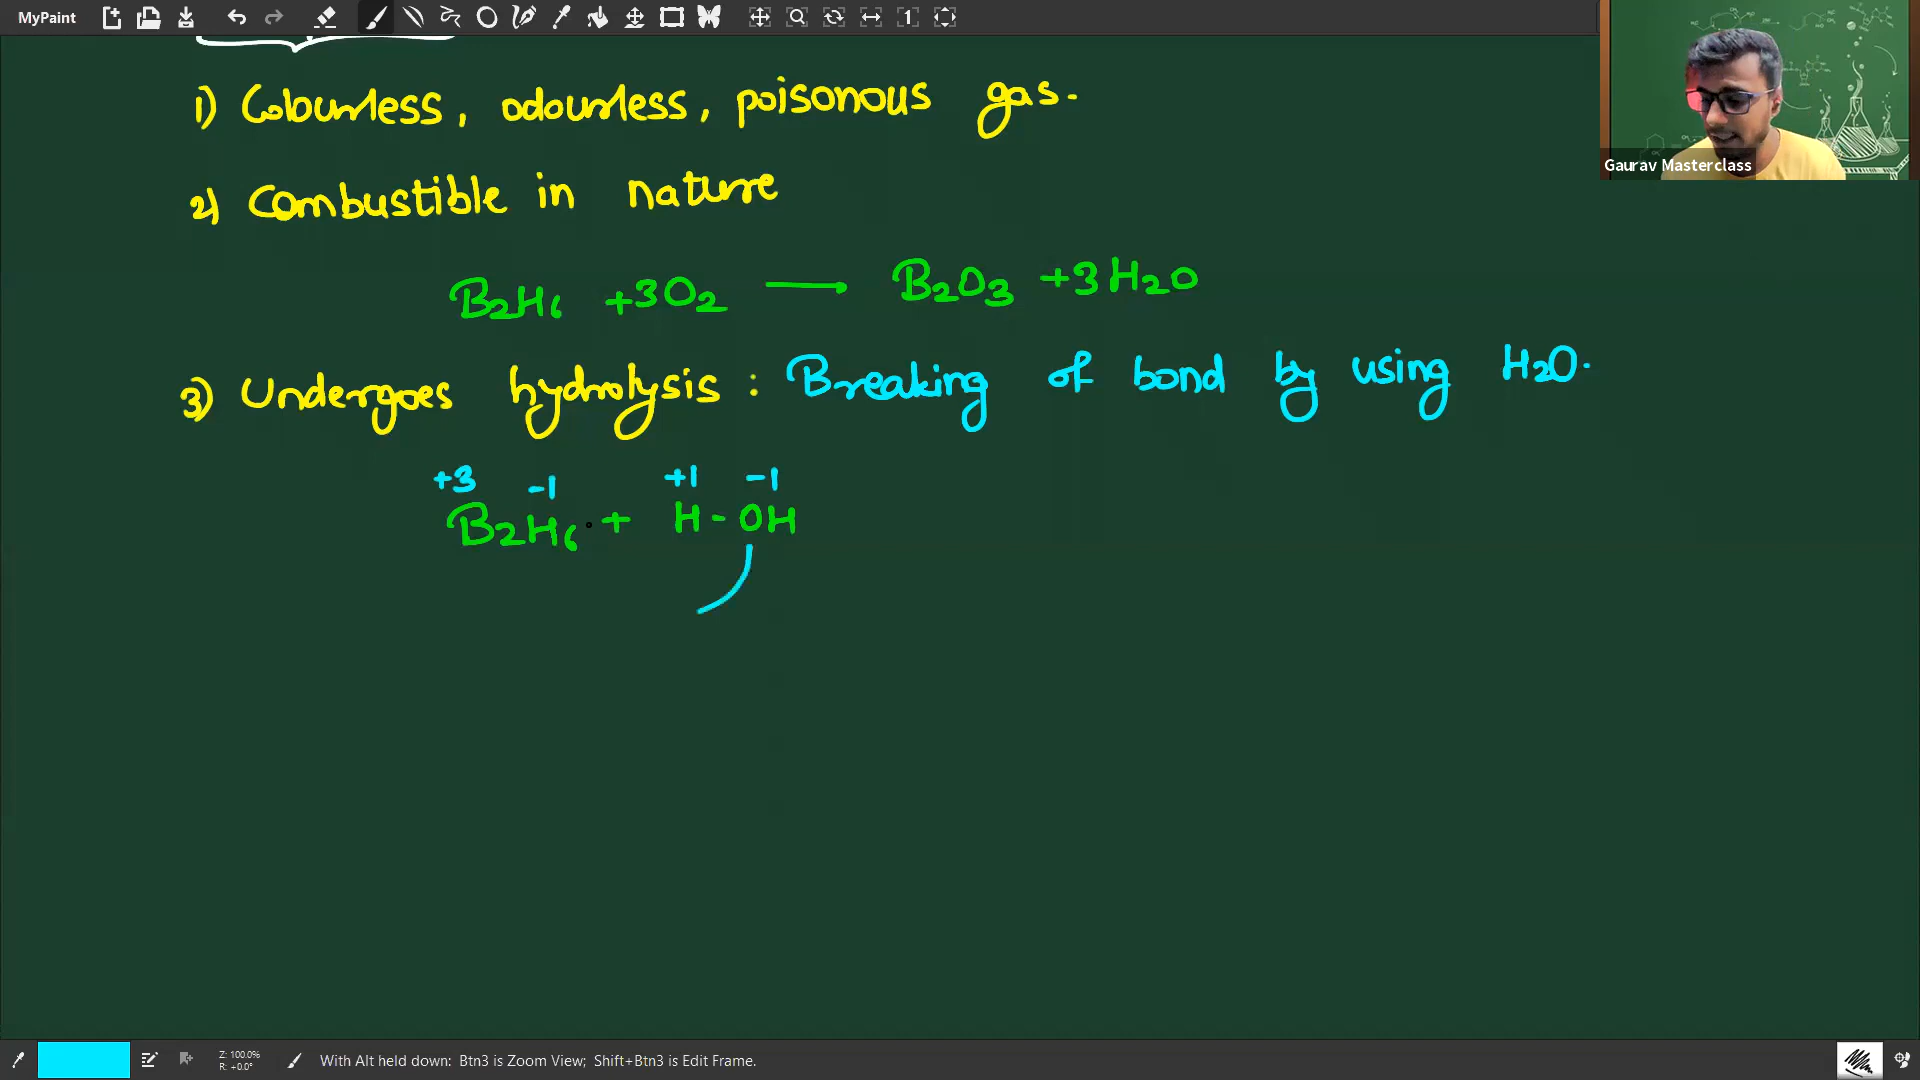 MyPaint
1) Colourless, odourless, poisonous gas.
Gaurav Masterclass
2) Combustible in nature
B2H6 +3O2 → B2O3 +3H2O
3) Undergoes hydrolysis : Breaking of bond by using H2O.
+3 -1 +1 -1
B2H6 + H-OH
Z: 100.0%
R: +0.0°
With Alt held down: Btn3 is Zoom View; Shift+Btn3 is Edit Frame.